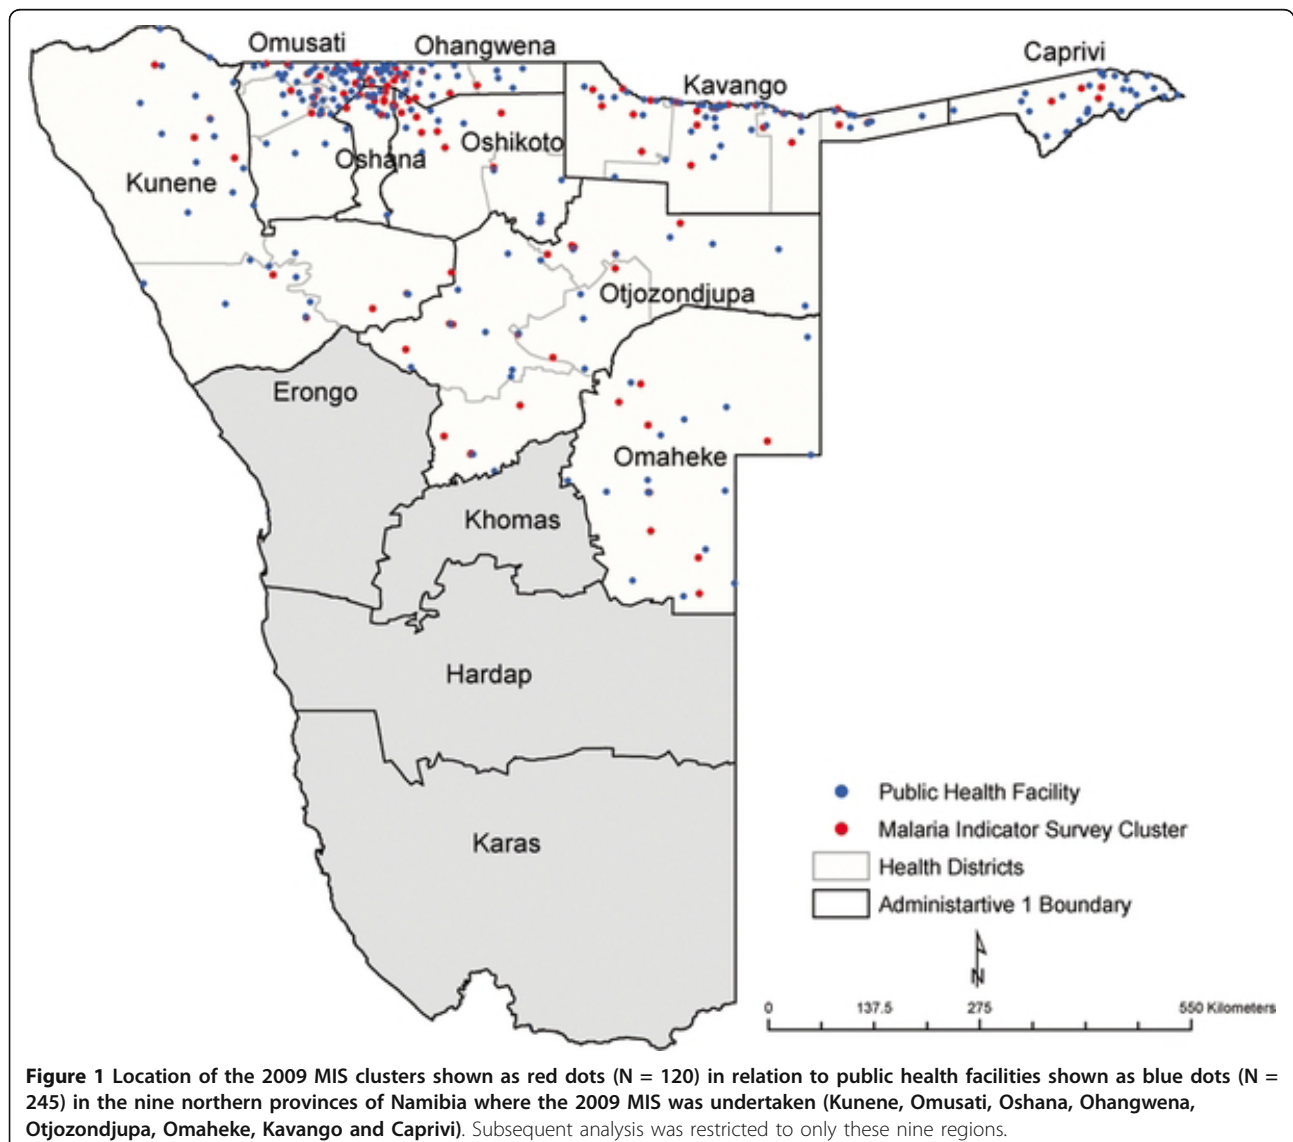 Omusati
Ohangwena
Caprivi
Kavango
Oshikoto
Oshana
Kunene
Otjozondjupa
Erongo
Omaheke
Khomas
Hardap
Karas
Public Health Facility
Malaria Indicator Survey Cluster
Health Districts
Administartive 1 Boundary
N
0 137.5 275 550 Kilometers
Figure 1 Location of the 2009 MIS clusters shown as red dots (N = 120) in relation to public health facilities shown as blue dots (N =
245) in the nine northern provinces of Namibia where the 2009 MIS was undertaken (Kunene, Omusati, Oshana, Ohangwena,
Otjozondjupa, Omaheke, Kavango and Caprivi). Subsequent analysis was restricted to only these nine regions.